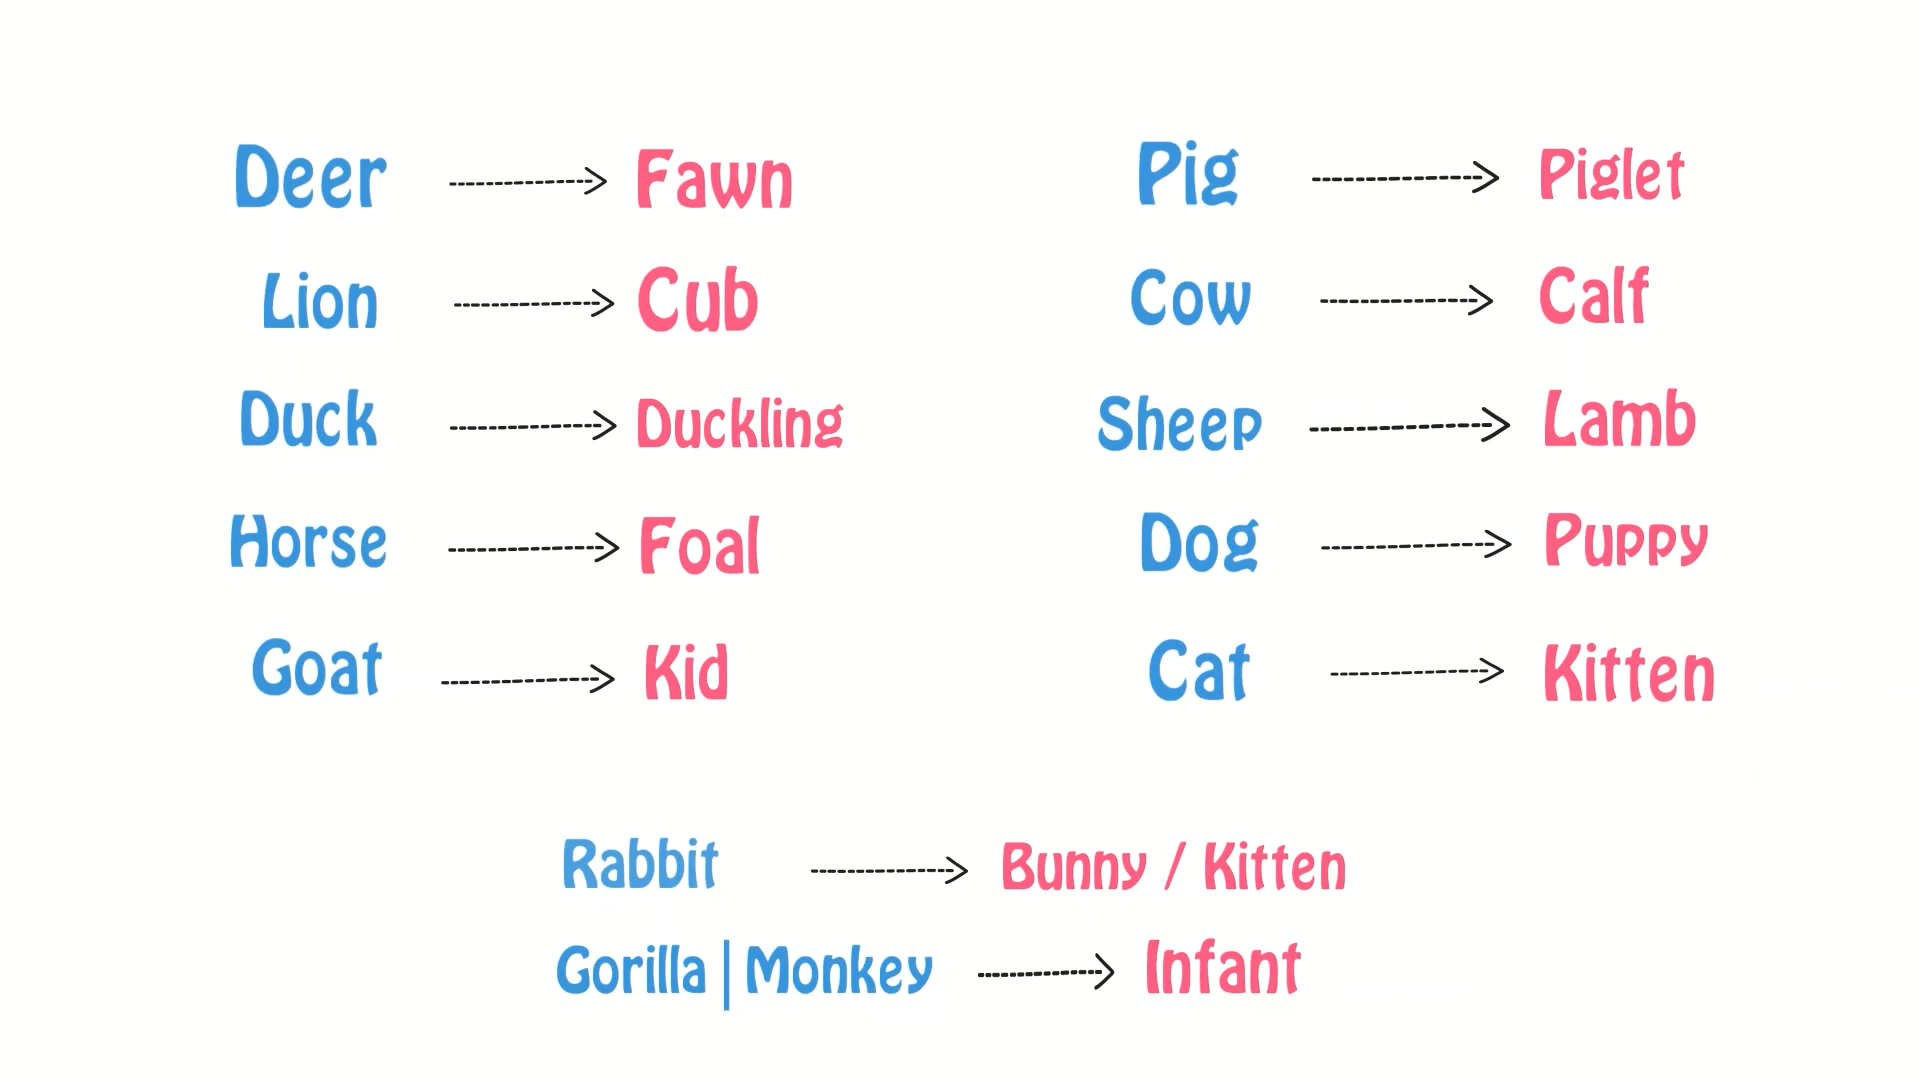 Deer Fawn
Lion Cub
Duck Duckling
Horse Foal
Goat Kid
Pig Piglet
Cow Calf
Sheep Lamb
Dog Puppy
Cat Kitten
Rabbit Bunny / Kitten
Gorilla | Monkey Infant